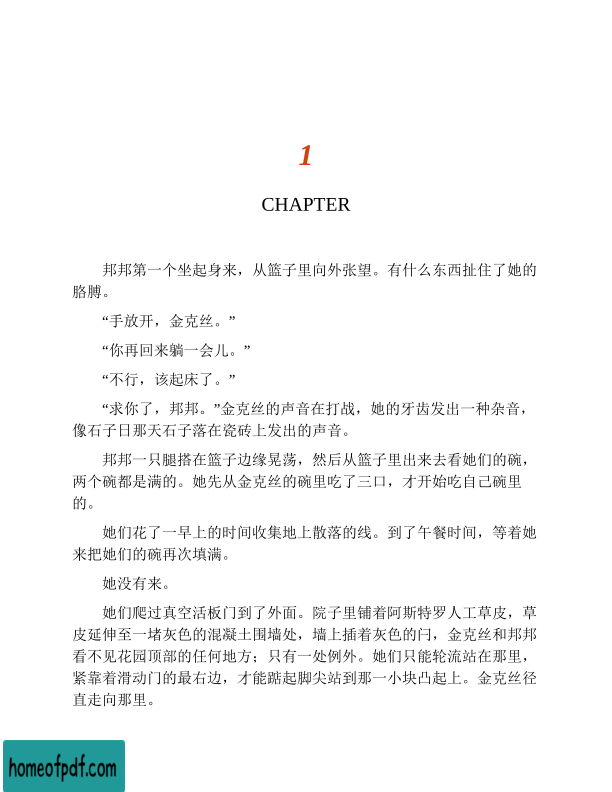 1
CHAPTER
邦邦第一个坐起身来，从篮子里向外张望。有什么东西扯住了她的
胳膊。
“手放开，金克丝。”
“你再回来躺一会儿。”
“不行，该起床了。”
“求你了，邦邦。”金克丝的声音在打战，她的牙齿发出一种杂音，
像石子日那天石子落在瓷砖上发出的声音。
邦邦一只腿搭在篮子边缘晃荡，然后从篮子里出来去看她们的碗，
两个碗都是满的。她先从金克丝的碗里吃了三口，才开始吃自己碗里
的。
她们花了一早上的时间收集地上散落的线。到了午餐时间，等着她
来把她们的碗再次填满。
她没有来。
她们爬过真空活板门到了外面。院子里铺着阿斯特罗人工草皮，草
皮延伸至一堵灰色的混凝土围墙处，墙上插着灰色的闩，金克丝和邦邦
看不见花园顶部的任何地方；只有一处例外。她们只能轮流站在那里，
紧靠着滑动门的最右边，才能踮起脚尖站到那一小块凸起上。金克丝径
直走向那里。
homeofpdf.com